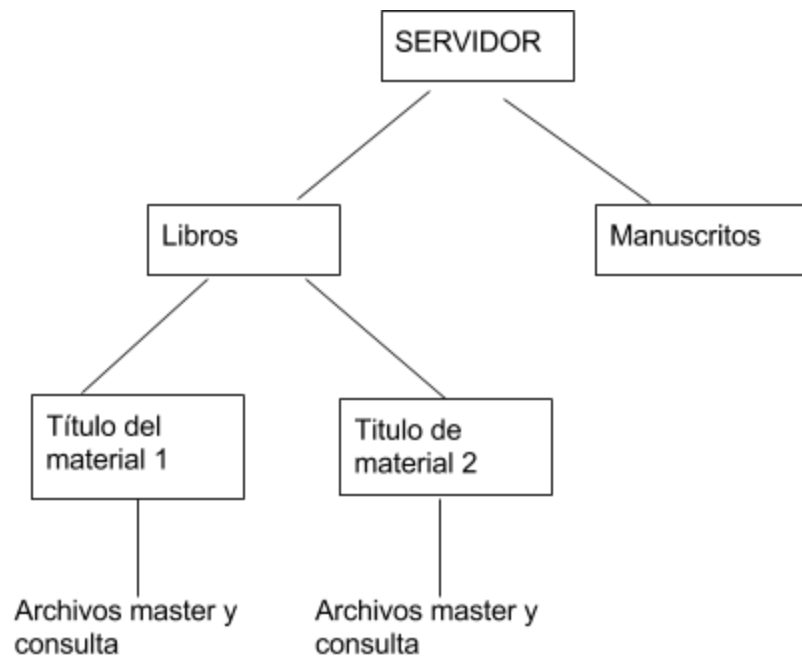 SERVIDOR
Libros
Manuscritos
Título del
material 1
Titulo de
material 2
Archivos master y
consulta
Archivos master y
consulta